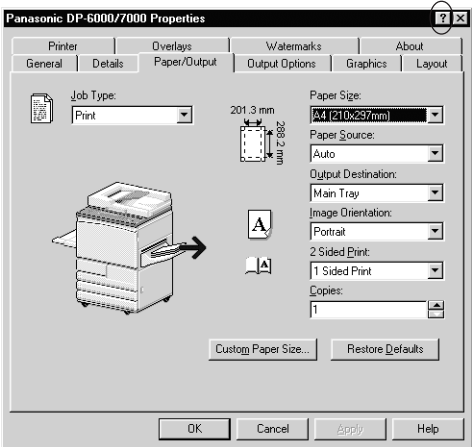 Panasonic DP-6000/7000 Properties ? ×
Printer Overlays Watermarks About
General Details Paper/Output Output Options Graphics Layout
Job Type:
Print
201.3 mm
288.2 mm
Paper Size:
A4 (210x297mm)
Paper Source:
Auto
Output Destination:
Main Tray
Image Orientation:
Portrait
A
2 Sided Print:
1 Sided Print
A
Copies:
1
Custom Paper Size... Restore Defaults
OK Cancel Apply Help